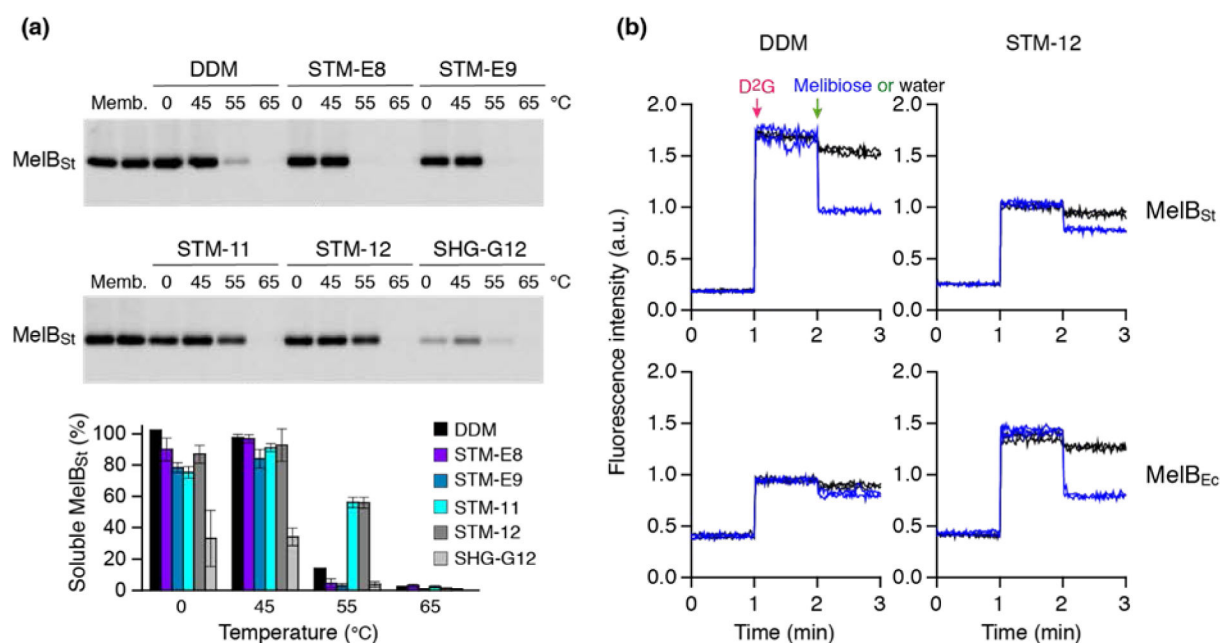 (a)
DDM STM-E8 STM-E9
Memb. 0 45 55 65 0 45 55 65 0 45 55 65 °C
MelBSt
STM-11 STM-12 SHG-G12
Memb. 0 45 55 65 0 45 55 65 0 45 55 65 °C
MelBSt
Soluble MelBSt (%)
100
80
60
40
20
0
DDM
STM-E8
STM-E9
STM-11
STM-12
SHG-G12
0 45 55 65
Temperature (°C)
(b)
DDM STM-12
D2G Melibiose or water
Fluorescence intensity (a.u.)
2.0 2.0
1.5 1.5
1.0 1.0
0.5 0.5
0.0 0.0
0 1 2 3 0 1 2 3
MelBSt
2.0 2.0
1.5 1.5
1.0 1.0
0.5 0.5
0.0 0.0
0 1 2 3 0 1 2 3
MelBEc
Time (min) Time (min)